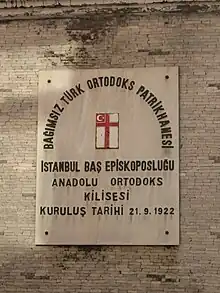 BAĞIMSIZ TÜRK ORTODOKS PATRİKHANESİ
İSTANBUL BAŞ EPİSKOPOSLUĞU
ANADOLU ORTODOKS
KİLİSESİ
KURULUŞ TARİHİ 21.9.1922